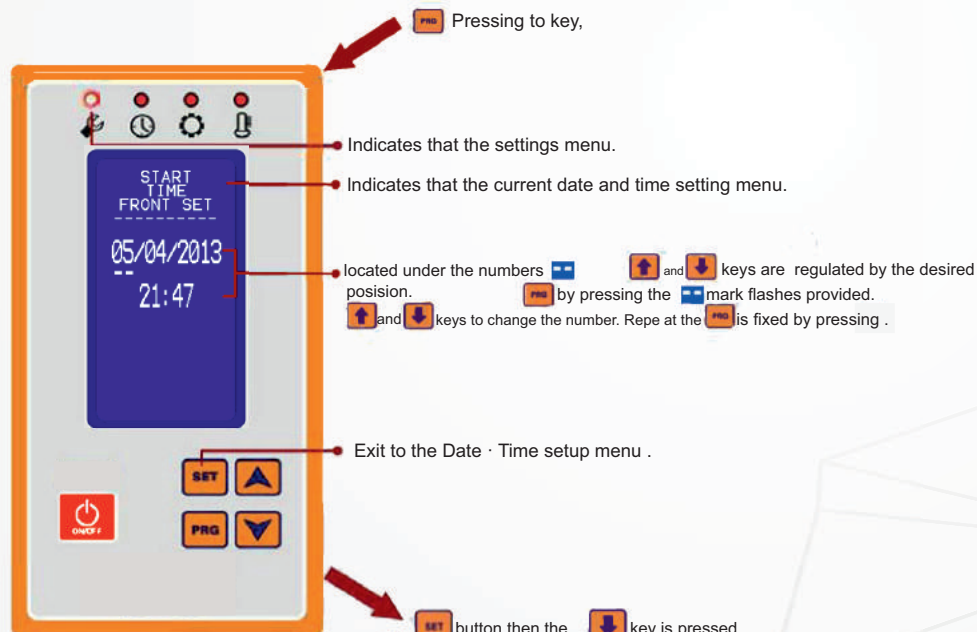 PRG Pressing to key,
Indicates that the settings menu.
START
TIME
FRONT SET
Indicates that the current date and time setting menu.
05/04/2013
21:47
located under the numbers and keys are regulated by the desired
posision. PRG by pressing the mark flashes provided.
and keys to change the number. Repe at the PRG is fixed by pressing .
Exit to the Date · Time setup menu .
SET
ON/OFF
PRG
SET button then the key is pressed